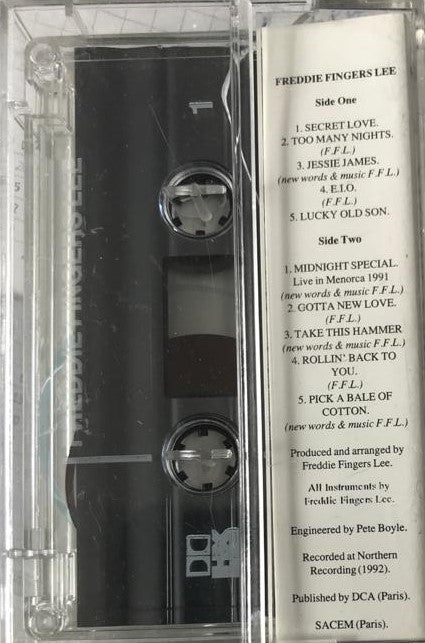 FREDDIE FINGERS LEE
1
FREDDIE FINGERS LEE
Side One
1. SECRET LOVE.
2. TOO MANY NIGHTS.
(F.F.L.)
3. JESSIE JAMES.
(new words & music F.F.L.)
4. E.I.O.
(F.F.L.)
5. LUCKY OLD SON.
Side Two
1. MIDNIGHT SPECIAL.
Live in Menorca 1991
(new words & music F.F.L.)
2. GOTTA NEW LOVE.
(F.F.L.)
3. TAKE THIS HAMMER
(new words & music F.F.L.)
4. ROLLIN' BACK TO
YOU.
(F.F.L.)
5. PICK A BALE OF
COTTON.
(new words & music F.F.L.)
Produced and arranged by
Freddie Fingers Lee.
All Instruments by
Freddie Fingers Lee.
Engineered by Pete Boyle.
Recorded at Northern
Recording (1992).
Published by DCA (Paris).
SACEM (Paris).